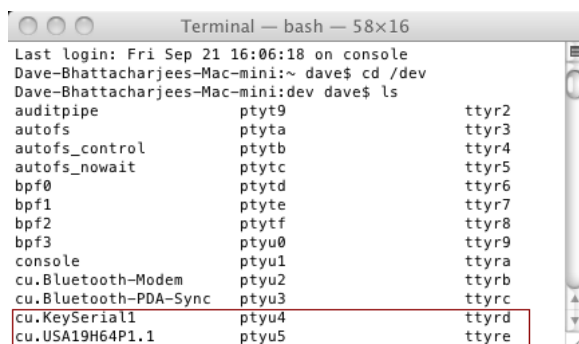 Terminal — bash — 58×16
Last login: Fri Sep 21 16:06:18 on console
Dave-Bhattacharjees-Mac-mini:~ dave$ cd /dev
Dave-Bhattacharjees-Mac-mini:dev dave$ ls
auditpipe ptyt9 ttyr2
autofs ptyta ttyr3
autofs_control ptytb ttyr4
autofs_nowait ptytc ttyr5
bpf0 ptytd ttyr6
bpf1 ptyte ttyr7
bpf2 ptytf ttyr8
bpf3 ptyu0 ttyr9
console ptyu1 ttyra
cu.Bluetooth-Modem ptyu2 ttyrb
cu.Bluetooth-PDA-Sync ptyu3 ttyrc
cu.KeySerial1 ptyu4 ttyrd
cu.USA19H64P1.1 ptyu5 ttyre